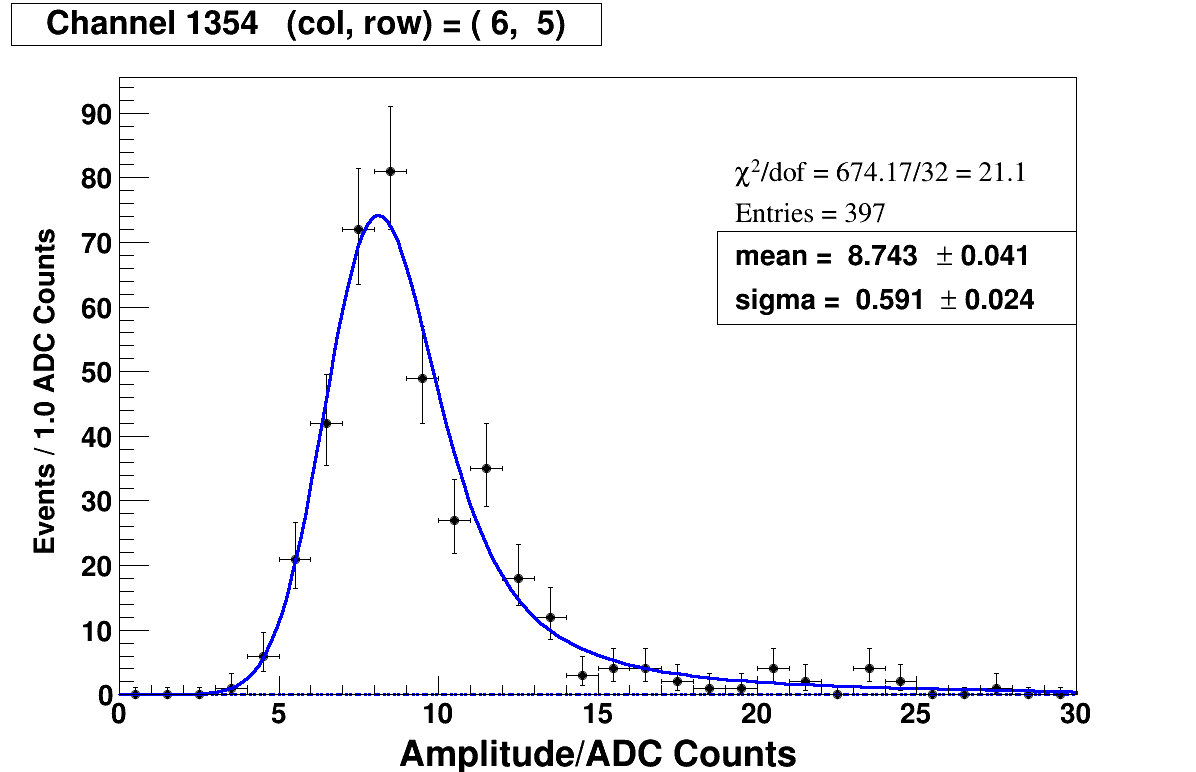 Channel 1354 (col, row) = ( 6, 5)
χ²/dof = 674.17/32 = 21.1
Entries = 397
mean = 8.743 ± 0.041
sigma = 0.591 ± 0.024
Events / 1.0 ADC Counts
90
80
70
60
50
40
30
20
10
0
0 5 10 15 20 25 30
Amplitude/ADC Counts